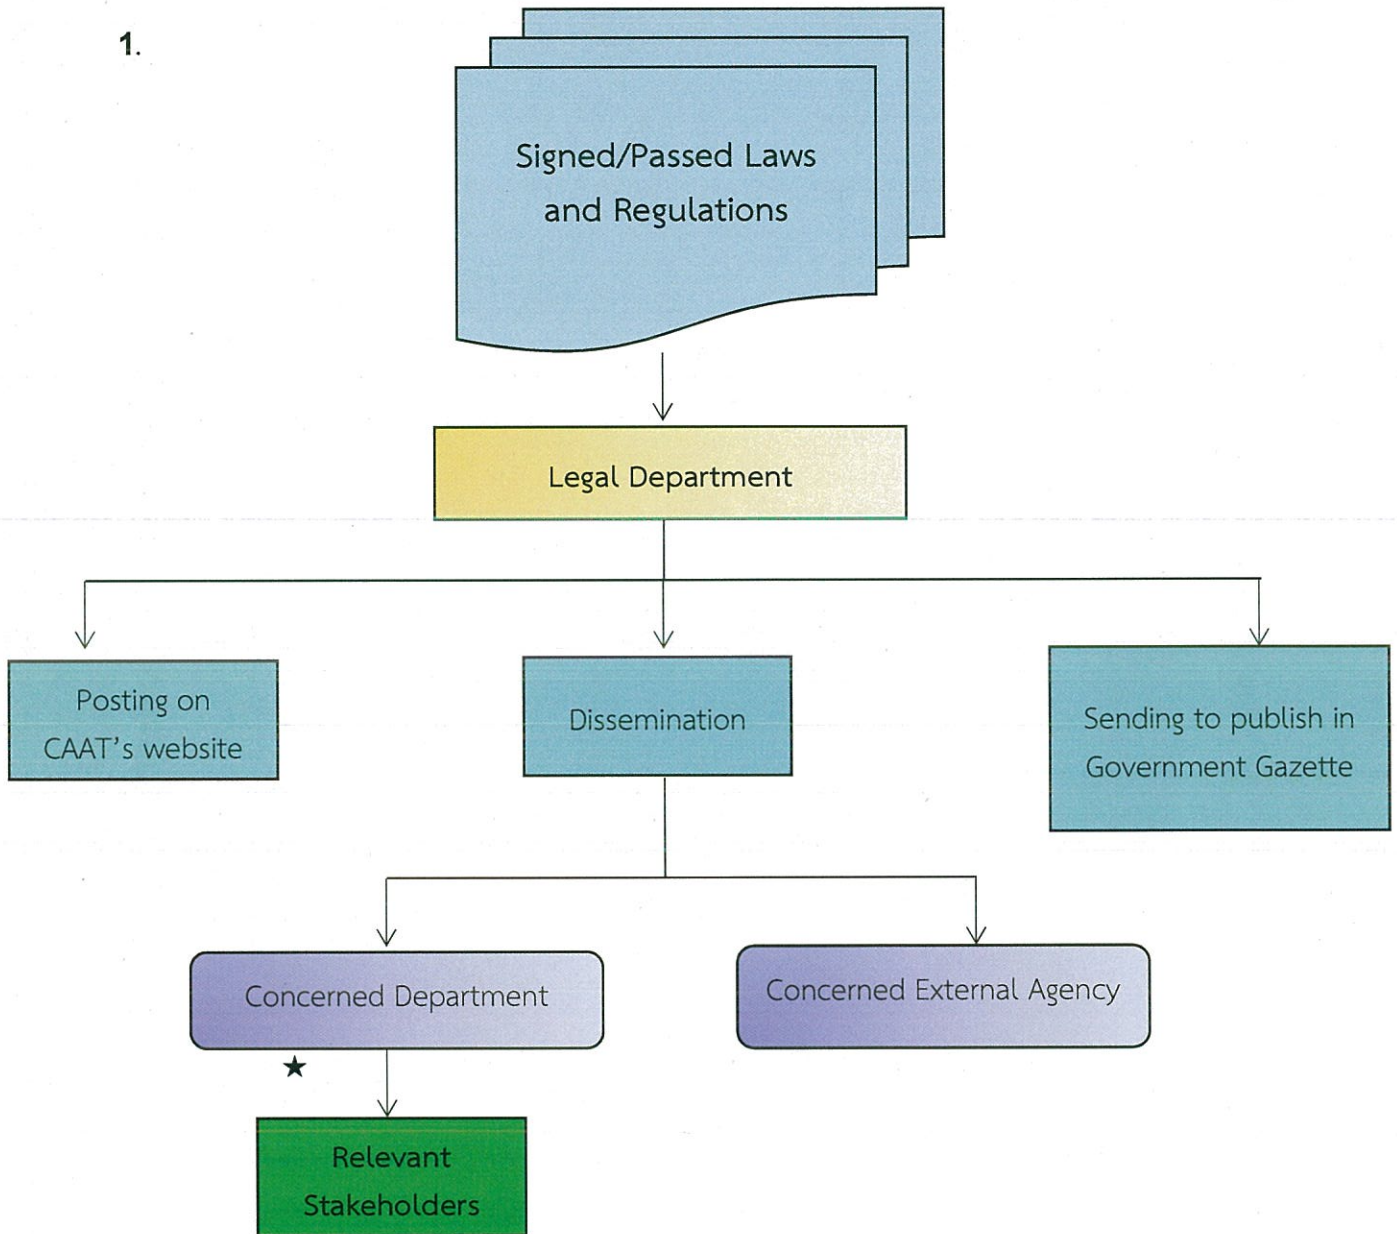 1.
Signed/Passed Laws
and Regulations
Legal Department
Posting on
CAAT's website
Dissemination
Sending to publish in
Government Gazette
Concerned Department
Concerned External Agency
★
Relevant
Stakeholders